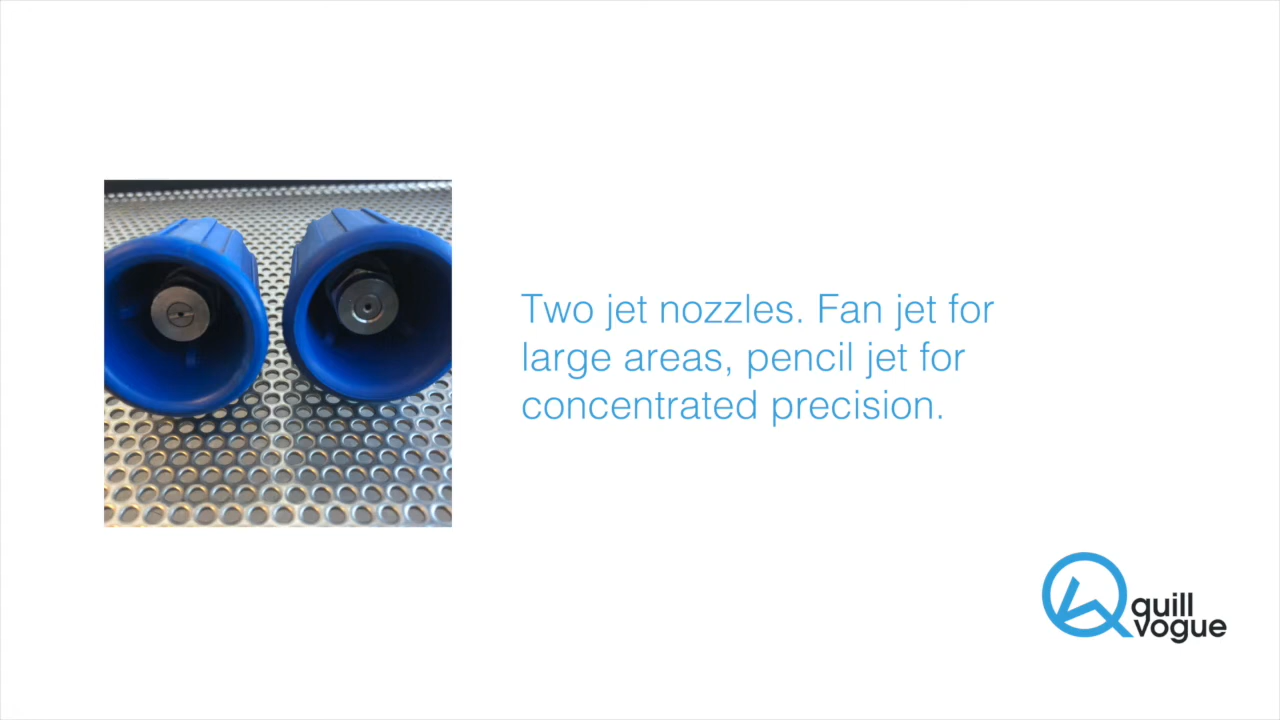 Two jet nozzles. Fan jet for
large areas, pencil jet for
concentrated precision.
quill
vogue